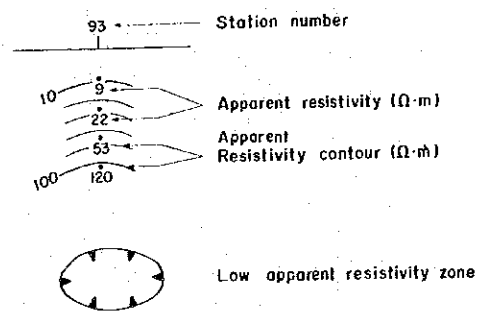 93 Station number
10 9
22 Apparent resistivity (Ω·m)
53 Apparent
Resistivity contour (Ω·m)
100 120
Low apparent resistivity zone